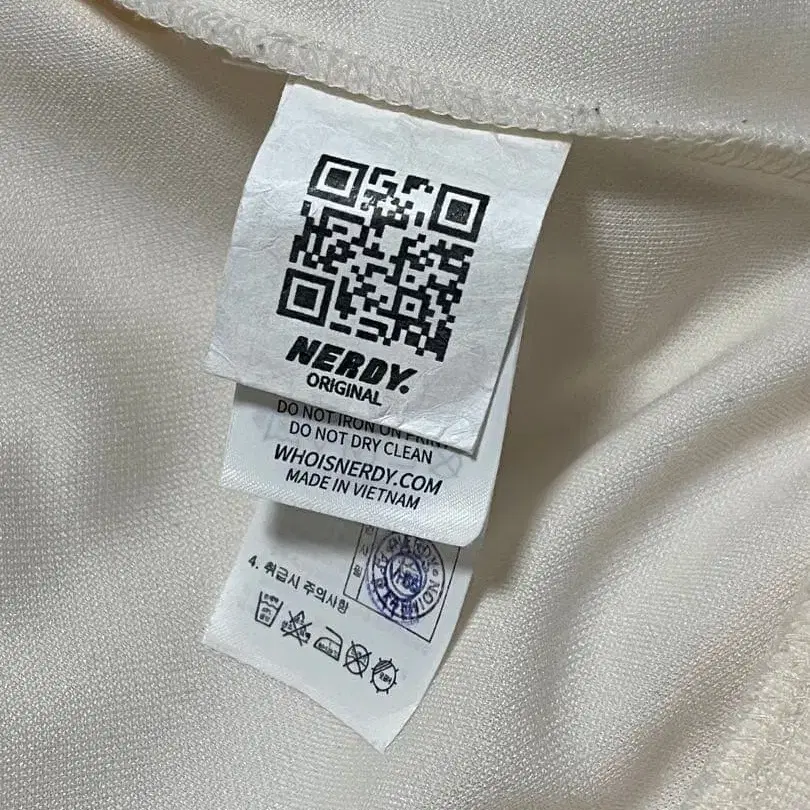 NERDY.
ORIGINAL
DO NOT IRON ON PRINT
DO NOT DRY CLEAN
WHOISNERDY.COM
MADE IN VIETNAM
NERDY
4. 취급시 주의사항